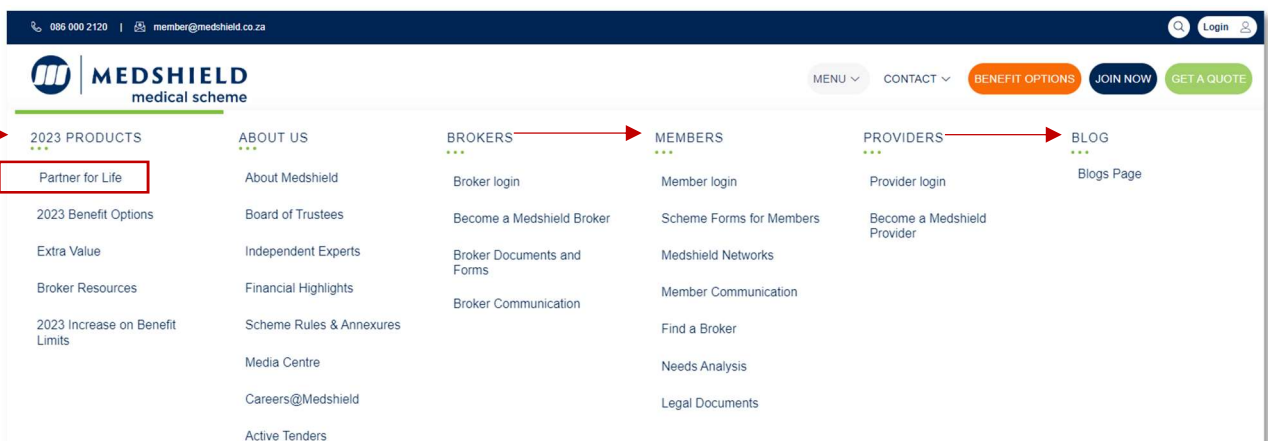 086 000 2120 | member@medshield.co.za
Login
MEDSHIELD
medical scheme
MENU
CONTACT
BENEFIT OPTIONS
JOIN NOW
GET A QUOTE
2023 PRODUCTS
Partner for Life
2023 Benefit Options
Extra Value
Broker Resources
2023 Increase on Benefit
Limits
ABOUT US
About Medshield
Board of Trustees
Independent Experts
Financial Highlights
Scheme Rules & Annexures
Media Centre
Careers@Medshield
Active Tenders
BROKERS
Broker login
Become a Medshield Broker
Broker Documents and
Forms
Broker Communication
MEMBERS
Member login
Scheme Forms for Members
Medshield Networks
Member Communication
Find a Broker
Needs Analysis
Legal Documents
PROVIDERS
Provider login
Become a Medshield
Provider
BLOG
Blogs Page